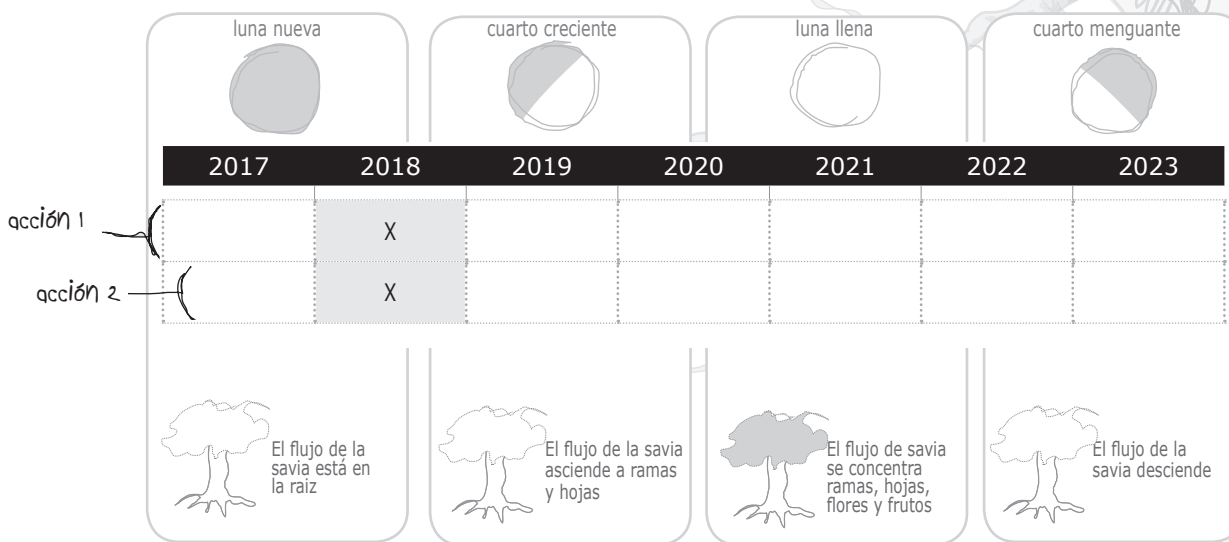 luna nueva
cuarto creciente
luna llena
cuarto menguante
2017 2018 2019 2020 2021 2022 2023
acción 1
X
acción 2
X
El flujo de la
savia está en
la raiz
El flujo de la savia
asciende a ramas
y hojas
El flujo de savia
se concentra
ramas, hojas,
flores y frutos
El flujo de la
savia desciende